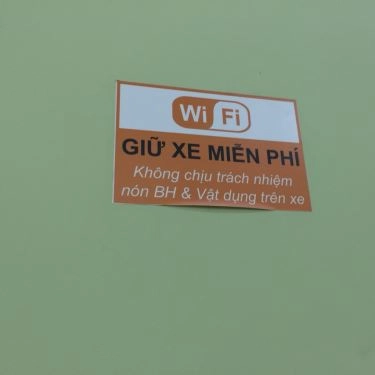 Wi Fi
GIỮ XE MIỄN PHÍ
Không chịu trách nhiệm
nón BH & Vật dụng trên xe